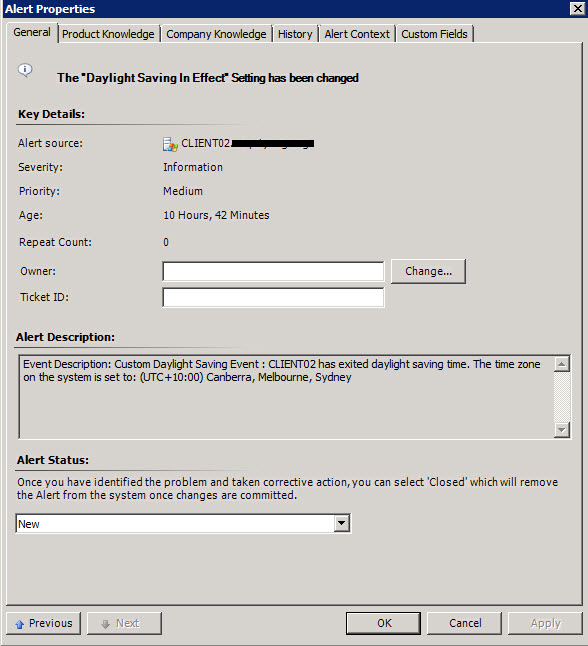 Alert Properties
General Product Knowledge Company Knowledge History Alert Context Custom Fields
The "Daylight Saving In Effect" Setting has been changed
Key Details:
Alert source: CLIENT02.
Severity: Information
Priority: Medium
Age: 10 Hours, 42 Minutes
Repeat Count: 0
Owner: Change...
Ticket ID:
Alert Description:
Event Description: Custom Daylight Saving Event : CLIENT02 has exited daylight saving time. The time zone
on the system is set to: (UTC+10:00) Canberra, Melbourne, Sydney
Alert Status:
Once you have identified the problem and taken corrective action, you can select 'Closed' which will remove
the Alert from the system once changes are committed.
New
Previous Next OK Cancel Apply